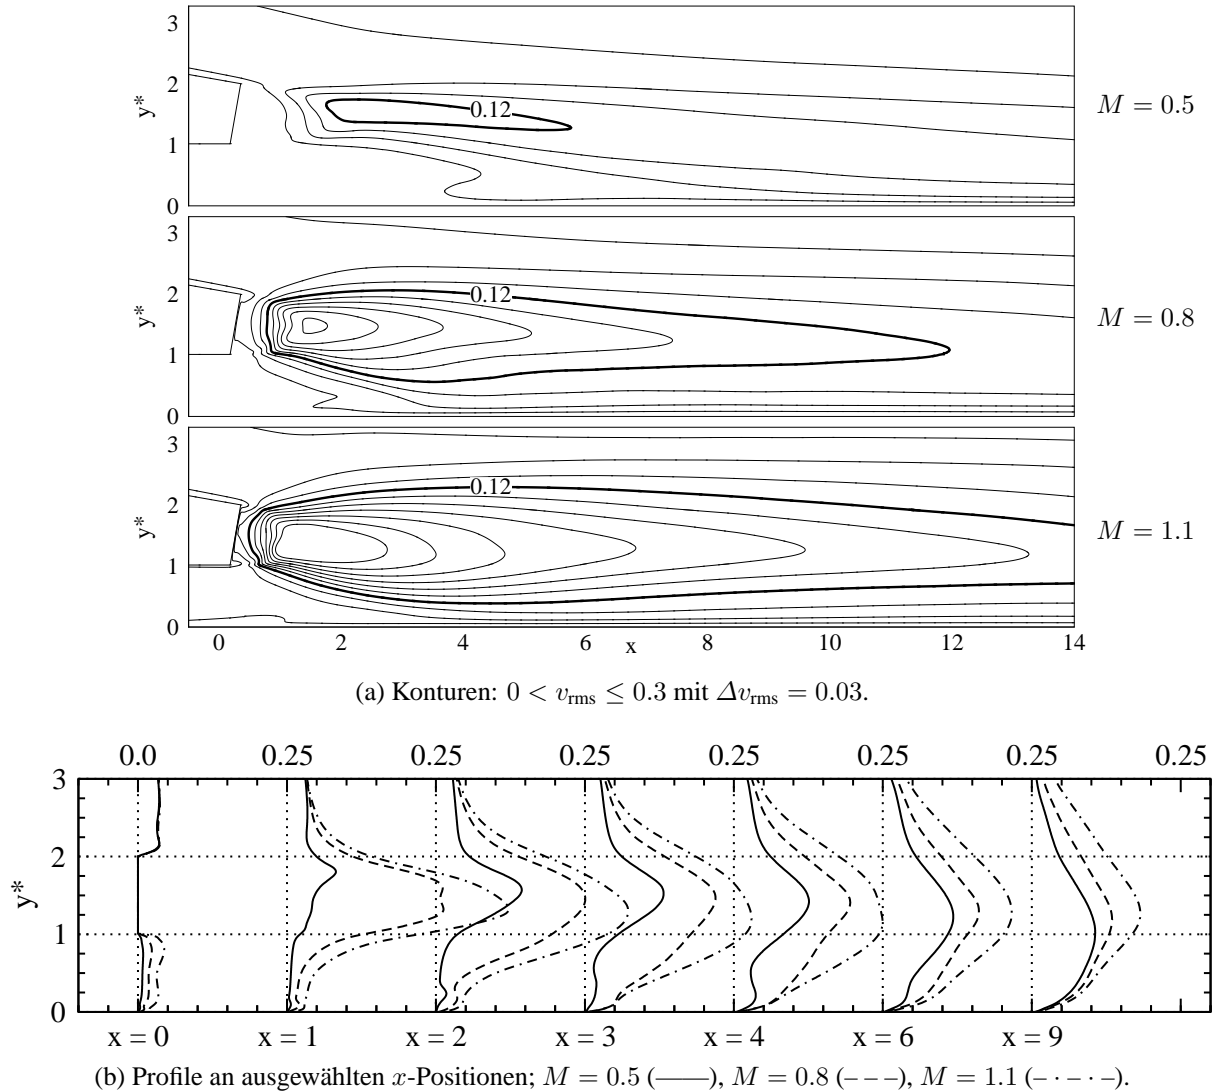 3
2
1
0
y*
0.12
M = 0.5
3
2
1
0
y*
0.12
M = 0.8
3
2
1
0
y*
0.12
M = 1.1
0 2 4 6 x 8 10 12 14
(a) Konturen: 0 < v_rms ≤ 0.3 mit Δv_rms = 0.03.
0.0 0.25 0.25 0.25 0.25 0.25 0.25 0.25
3
2
1
0
y*
x = 0 x = 1 x = 2 x = 3 x = 4 x = 6 x = 9
(b) Profile an ausgewählten x-Positionen; M = 0.5 (——), M = 0.8 (– – –), M = 1.1 (– · – · – ·).